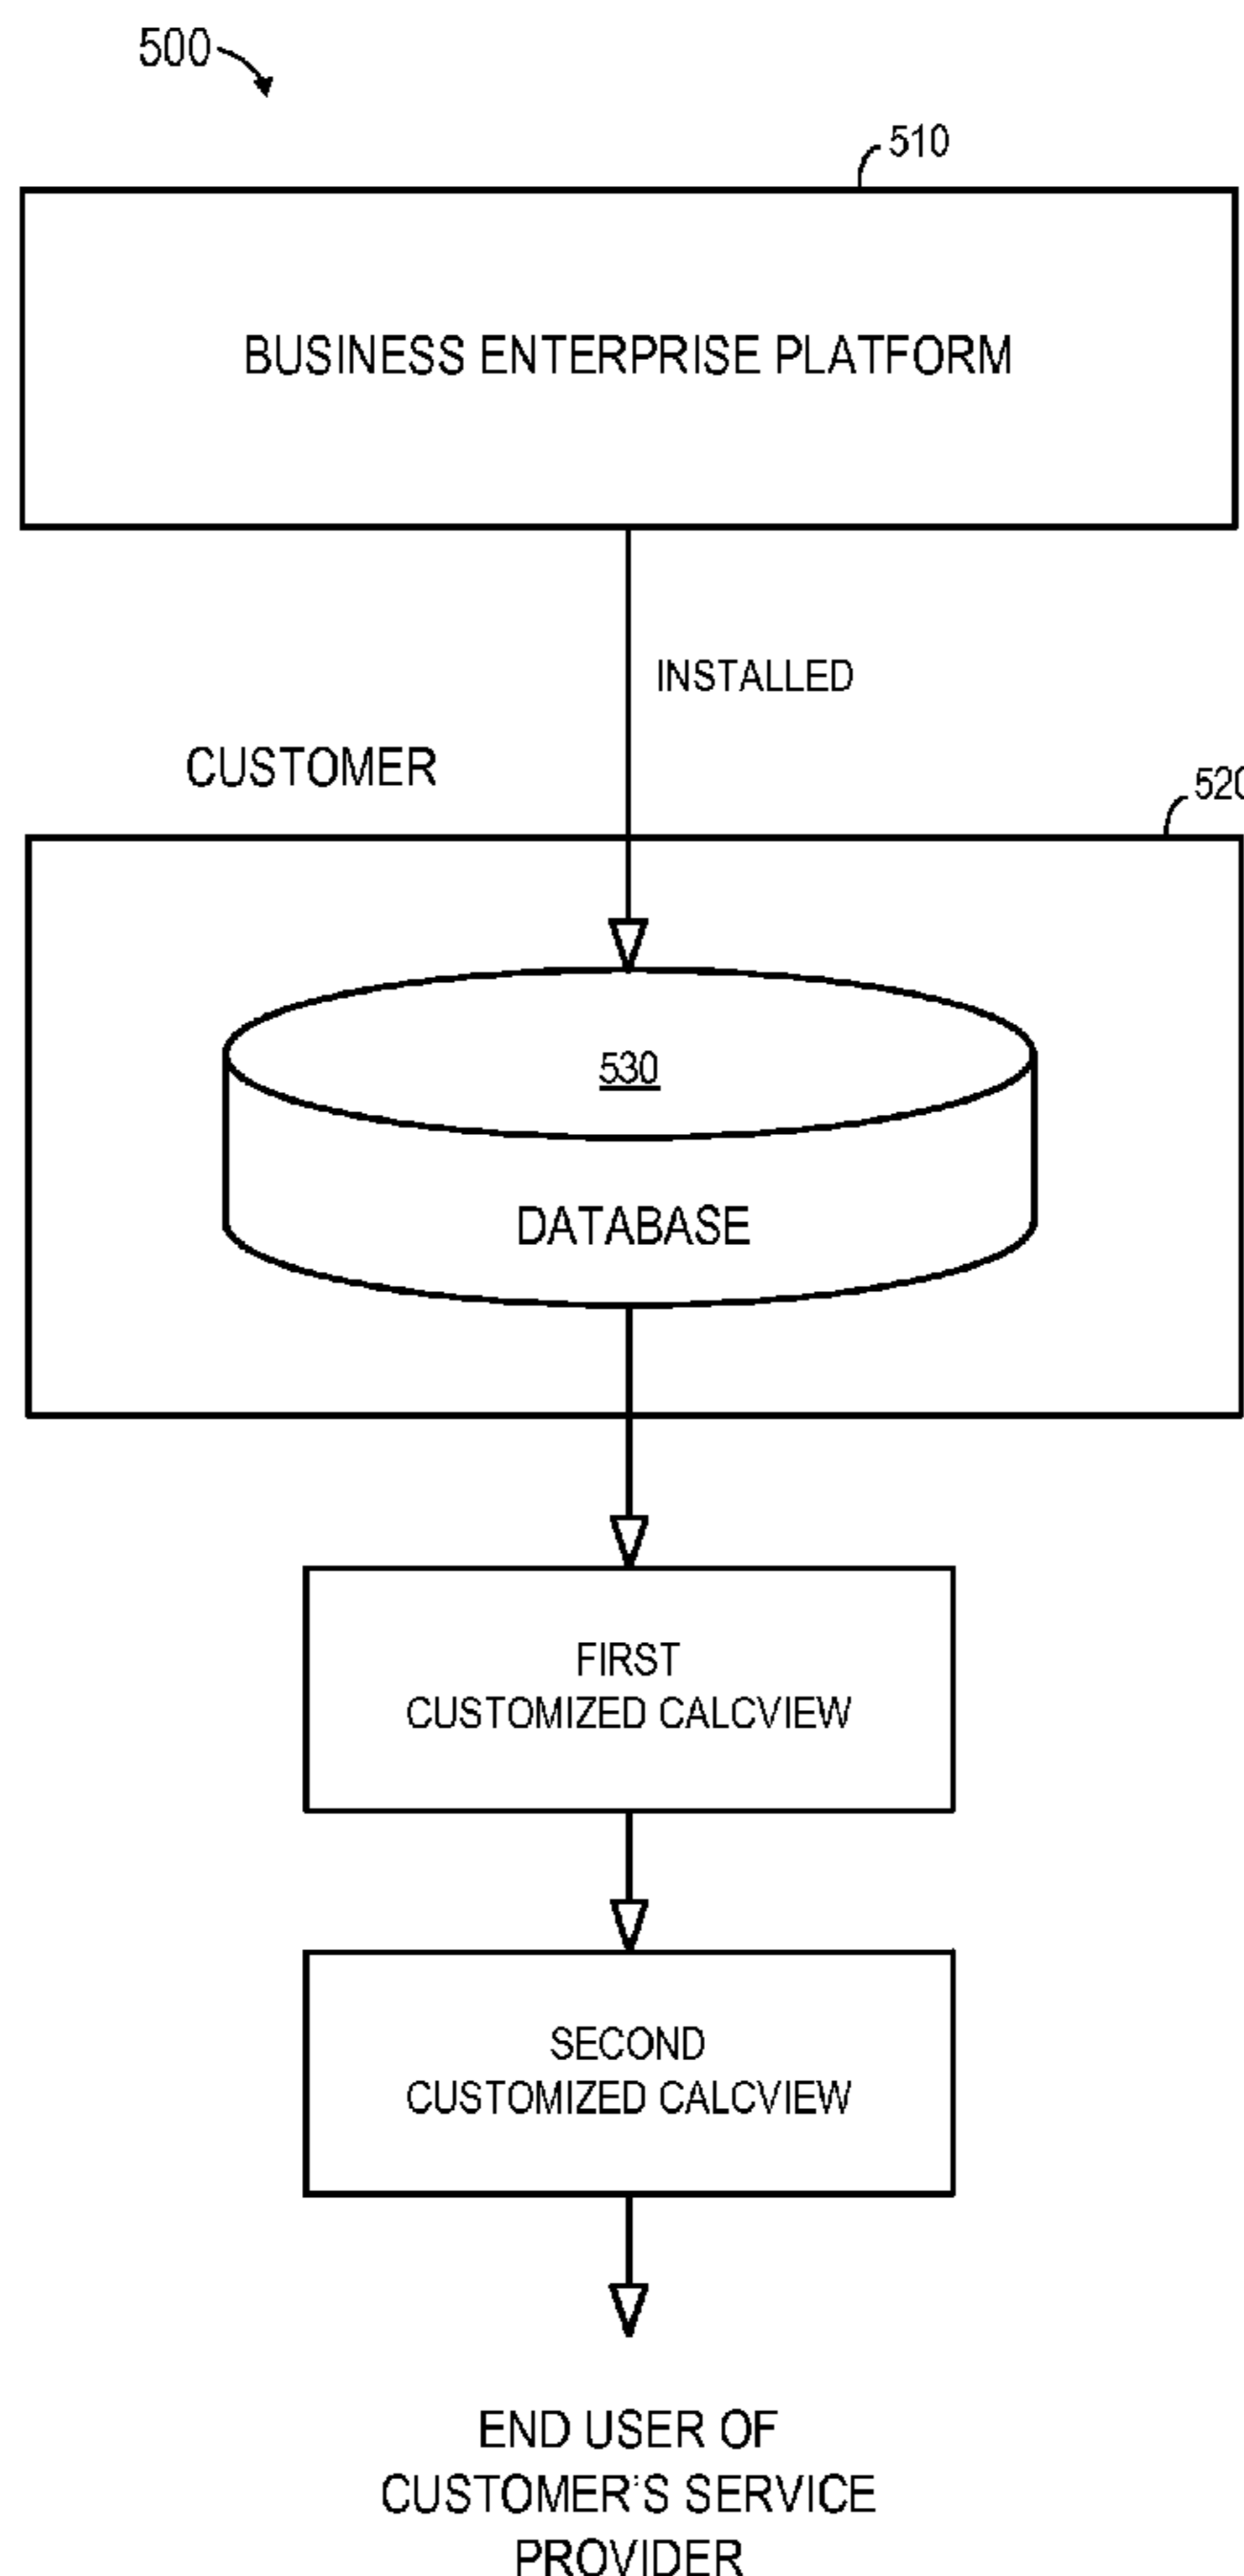 500
510
BUSINESS ENTERPRISE PLATFORM
INSTALLED
CUSTOMER
520
530
DATABASE
FIRST
CUSTOMIZED CALCVIEW
SECOND
CUSTOMIZED CALCVIEW
END USER OF
CUSTOMER'S SERVICE
PROVIDER